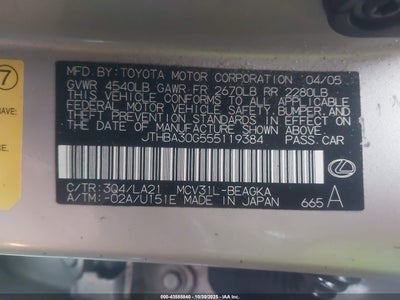 7
AVE:
MFD. BY: TOYOTA MOTOR CORPORATION 04/05
GVWR 4540LB GAWR FR 2670LB RR 2280LB
THIS VEHICLE CONFORMS TO ALL APPLICABLE
FEDERAL MOTOR VEHICLE SAFETY, BUMPER, AND
THEFT PREVENTION STANDARDS IN EFFECT ON
THE DATE OF MANUFACTURE SHOWN ABOVE.
JTHBA30G555119384 PASS.CAR
C/TR: 3Q4/LA21 MCV31L-BEAGKA
A/TM: -02A/U151E MADE IN JAPAN 665 A
000-43555040 - 10/30/2025 - IAA, Inc.